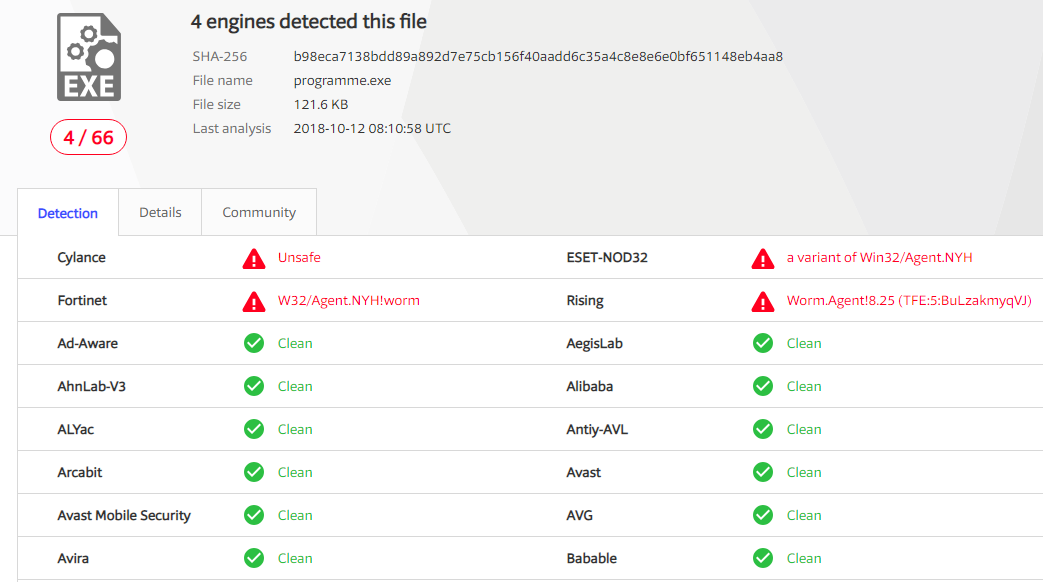 4 engines detected this file
EXE
SHA-256 b98eca7138bdd89a892d7e75cb156f40aadd6c35a4c8e8e6e0bf651148eb4aa8
File name programme.exe
File size 121.6 KB
4 / 66
Last analysis 2018-10-12 08:10:58 UTC
Detection Details Community
Cylance Unsafe ESET-NOD32 a variant of Win32/Agent.NYH
Fortinet W32/Agent.NYH!worm Rising Worm.Agent!8.25 (TFE:5:BuLzakmyqVJ)
Ad-Aware Clean AegisLab Clean
AhnLab-V3 Clean Alibaba Clean
ALYac Clean Antiy-AVL Clean
Arcabit Clean Avast Clean
Avast Mobile Security Clean AVG Clean
Avira Clean Babable Clean